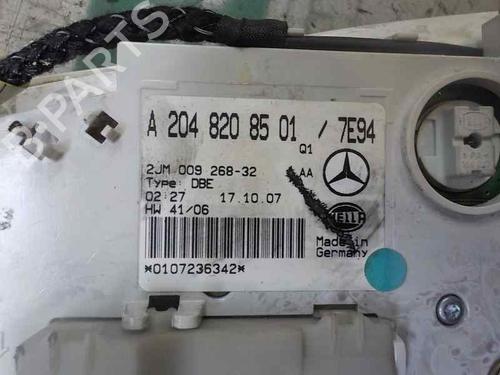 B-PARTS
A 204 820 85 01 / 7E94
Q1
2JM 009 268-32
AA
Type: DBE
02:27 17.10.07
HW 41/06
HELLA
Made in
Germany
*0107236342*